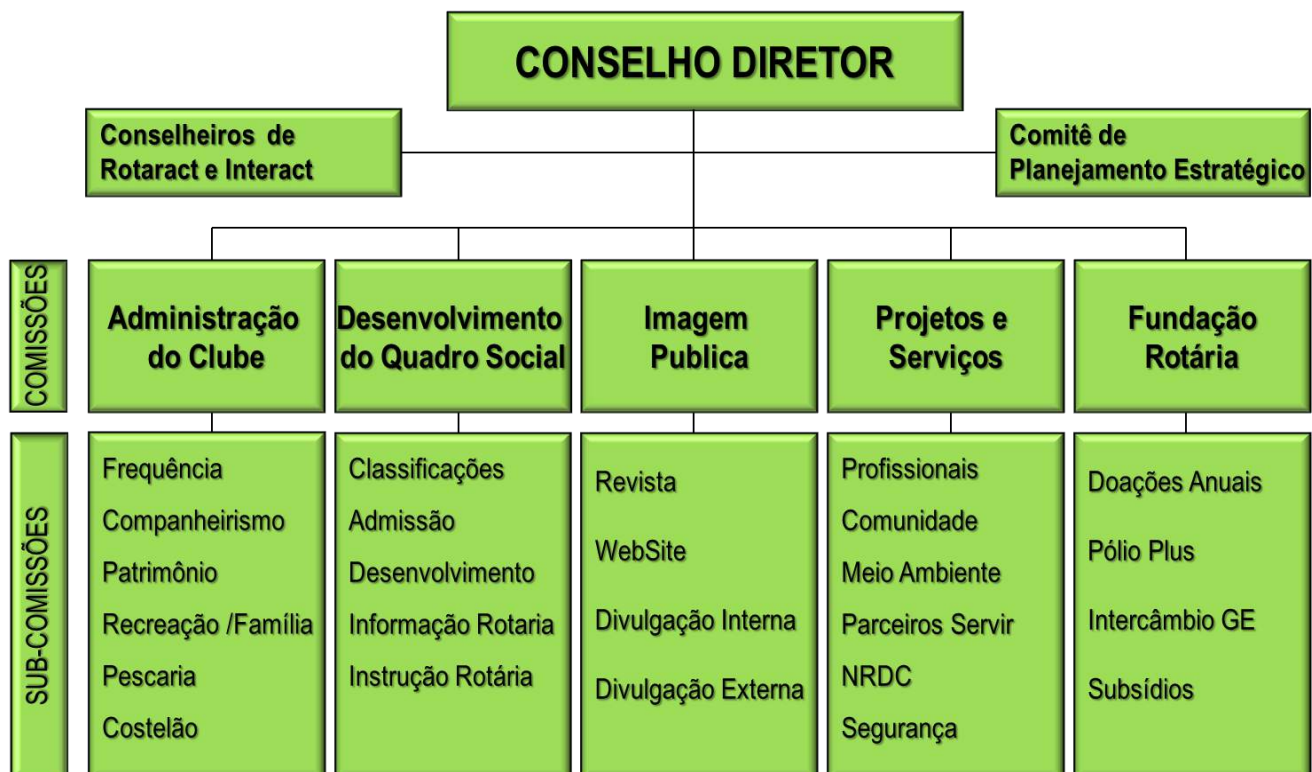 CONSELHO DIRETOR
Conselheiros de
Rotaract e Interact
Comitê de
Planejamento Estratégico
COMISSÕES
Administração
do Clube
Desenvolvimento
do Quadro Social
Imagem
Publica
Projetos e
Serviços
Fundação
Rotária
SUB-COMISSÕES
Frequência
Companheirismo
Patrimônio
Recreação /Família
Pescaria
Costelão
Classificações
Admissão
Desenvolvimento
Informação Rotaria
Instrução Rotária
Revista
WebSite
Divulgação Interna
Divulgação Externa
Profissionais
Comunidade
Meio Ambiente
Parceiros Servir
NRDC
Segurança
Doações Anuais
Pólio Plus
Intercâmbio GE
Subsídios